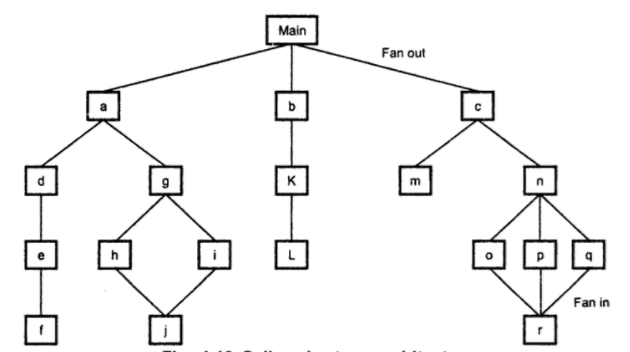 Main
Fan out
a b c
d g K m n
e h i L o p q
Fan in
f j r